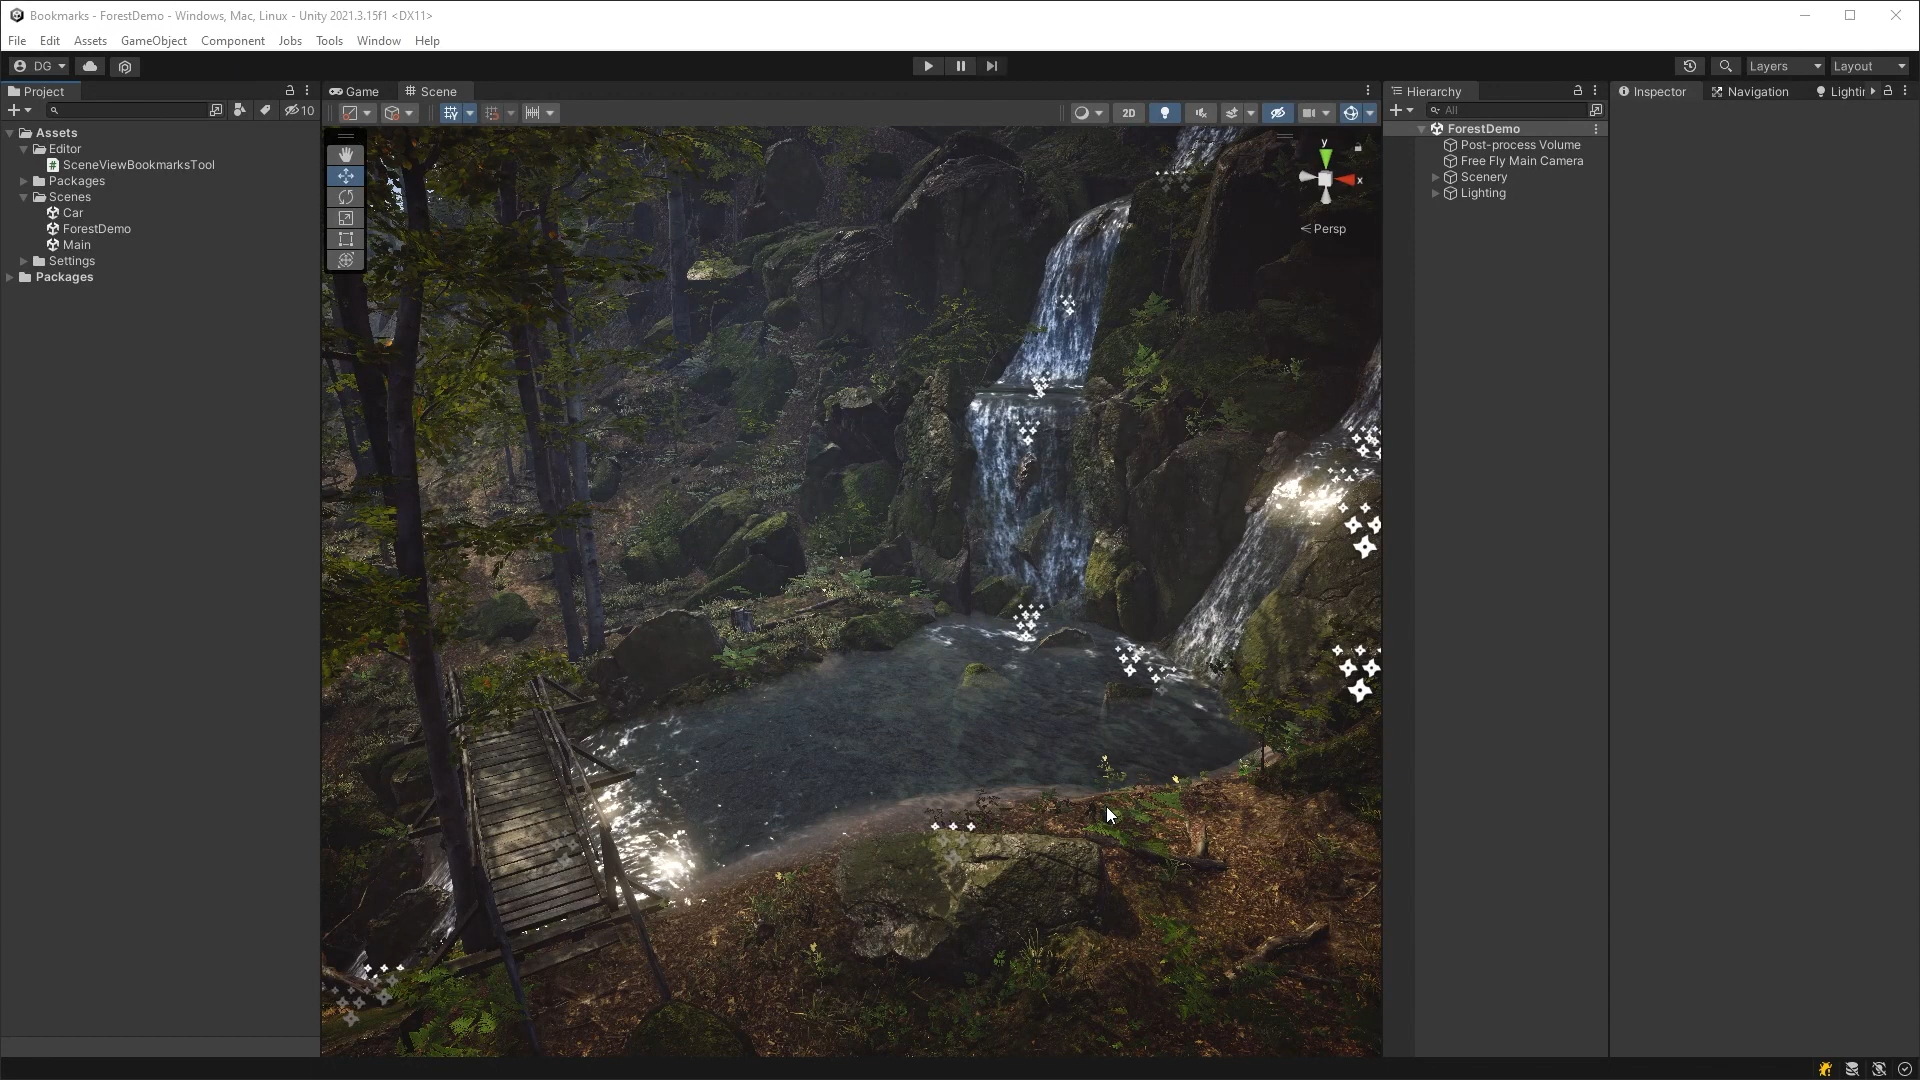 Bookmarks - ForestDemo - Windows, Mac, Linux - Unity 2021.3.15f1 <DX11>
File Edit Assets GameObject Component Jobs Tools Window Help
DG Layers Layout
Project Game Scene Hierarchy Inspector Navigation Lightin
10 2D All
Assets
Editor
SceneViewBookmarksTool
Packages
Scenes
Car
ForestDemo
Main
Settings
Packages
y
x
Persp
ForestDemo
Post-process Volume
Free Fly Main Camera
Scenery
Lighting